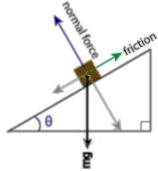 normal force
friction
θ
mg